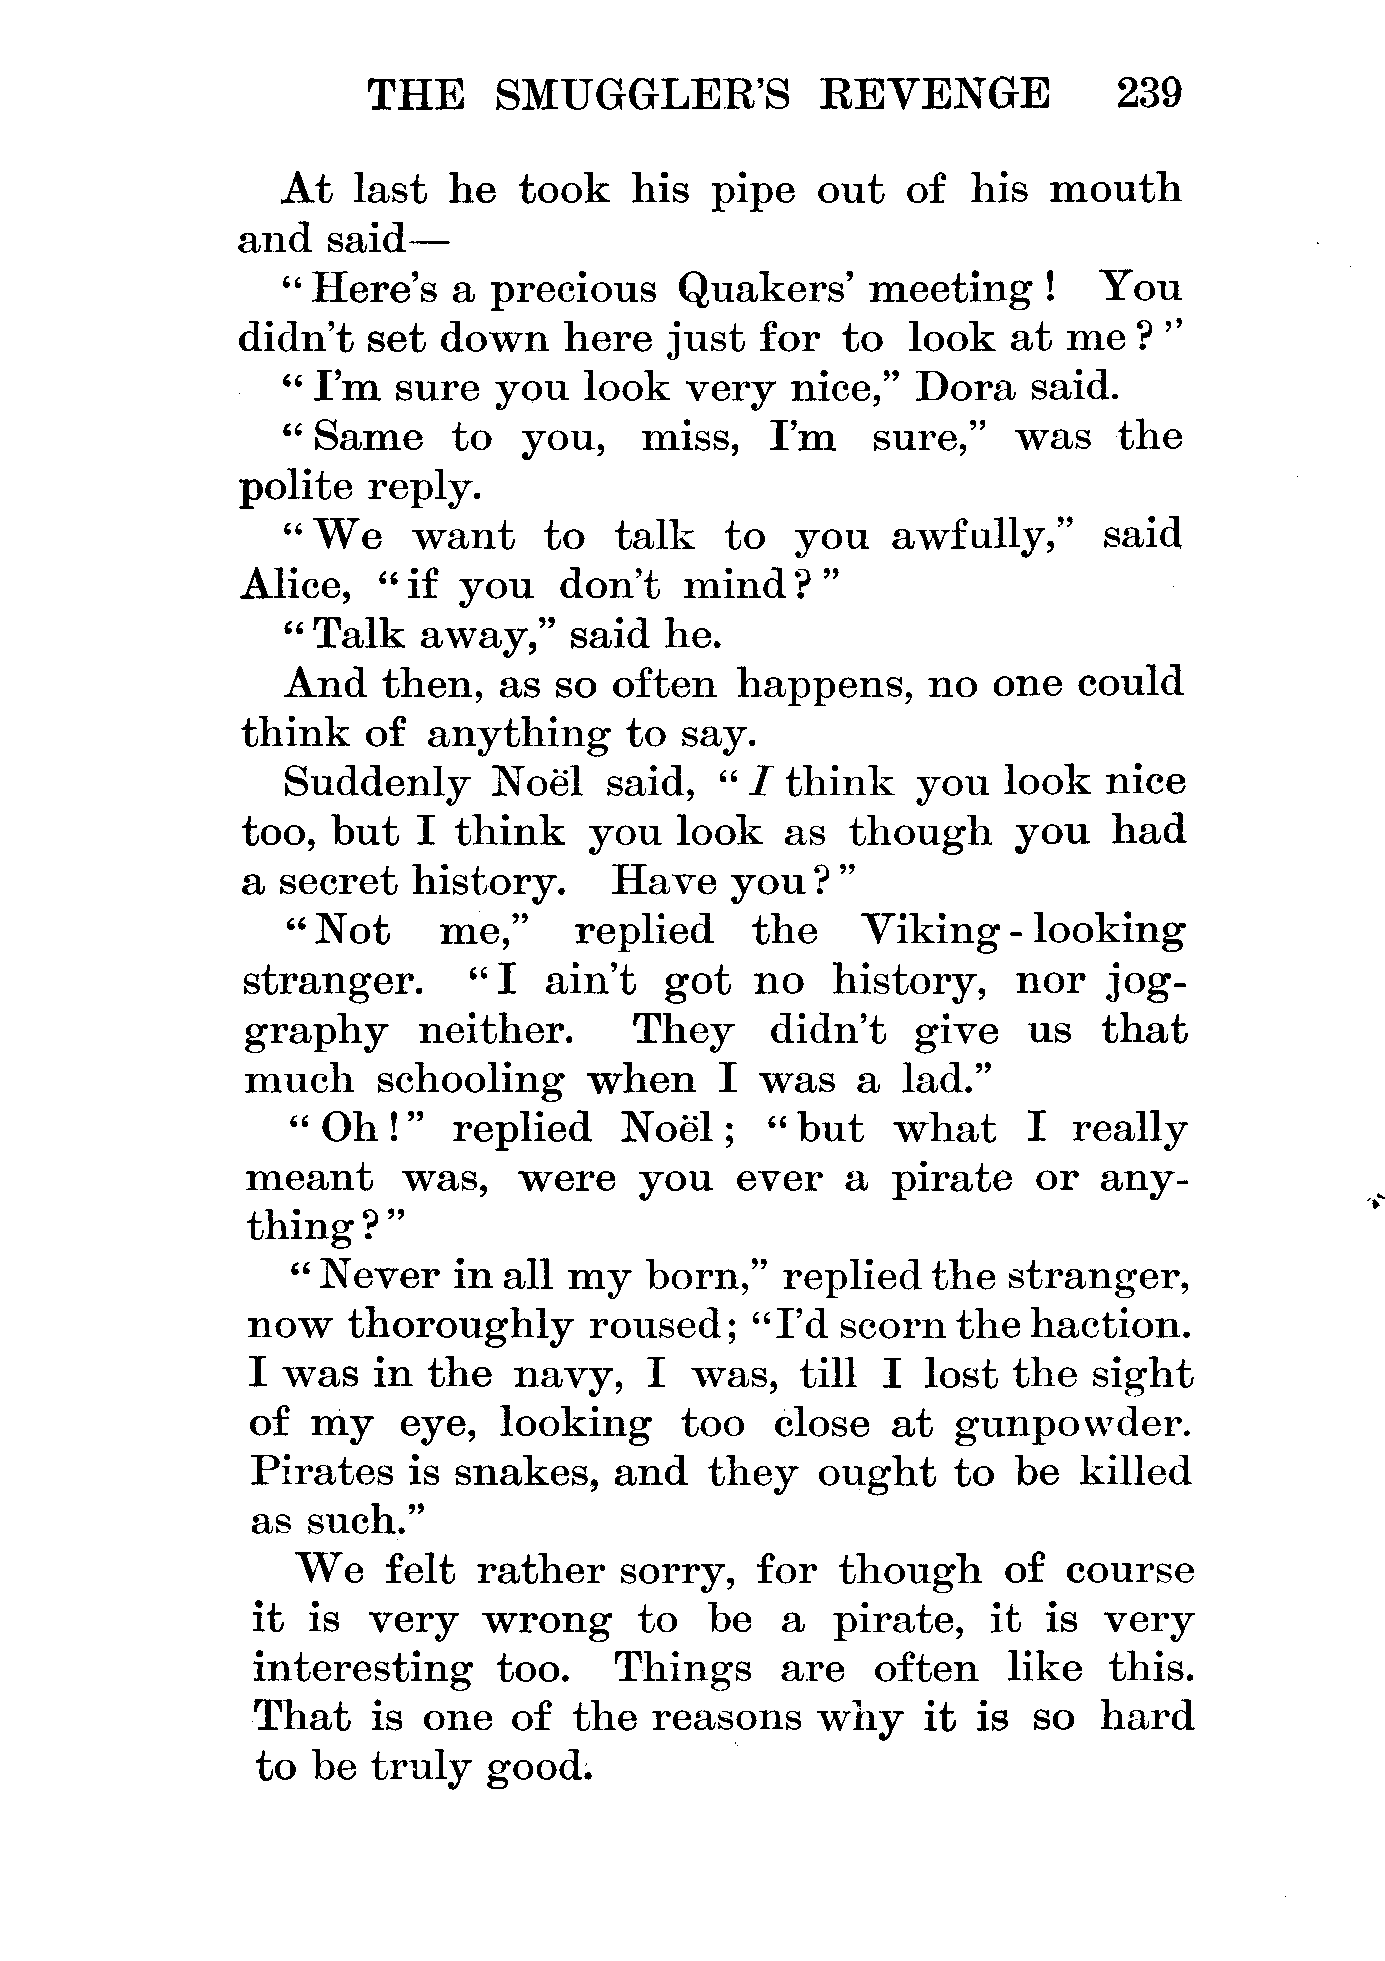 THE SMUGGLER'S REVENGE 239
At last he took his pipe out of his mouth
and said—
“Here's a precious Quakers' meeting! You
didn't set down here just for to look at me?”
“I'm sure you look very nice,” Dora said.
“Same to you, miss, I'm sure,” was the
polite reply.
“We want to talk to you awfully,” said
Alice, “if you don't mind?”
“Talk away,” said he.
And then, as so often happens, no one could
think of anything to say.
Suddenly Noël said, “I think you look nice
too, but I think you look as though you had
a secret history. Have you?”
“Not me,” replied the Viking-looking
stranger. “I ain't got no history, nor jog-
graphy neither. They didn't give us that
much schooling when I was a lad.”
“Oh!” replied Noël; “but what I really
meant was, were you ever a pirate or any-
thing?”
“Never in all my born,” replied the stranger,
now thoroughly roused; “I'd scorn the haction.
I was in the navy, I was, till I lost the sight
of my eye, looking too close at gunpowder.
Pirates is snakes, and they ought to be killed
as such.”
We felt rather sorry, for though of course
it is very wrong to be a pirate, it is very
interesting too. Things are often like this.
That is one of the reasons why it is so hard
to be truly good.